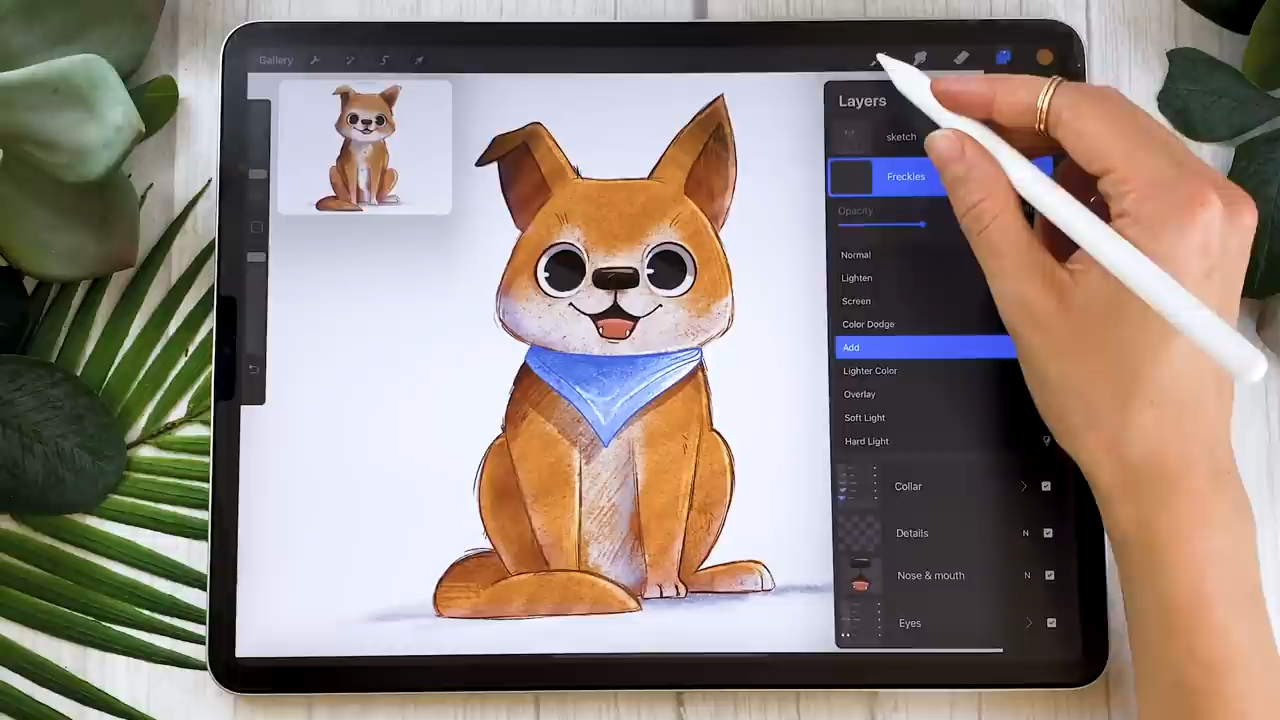 Gallery
Layers
sketch
Freckles
Opacity
Normal
Lighten
Screen
Color Dodge
Add
Lighter Color
Overlay
Soft Light
Hard Light
Collar
Details N
Nose & mouth N
Eyes